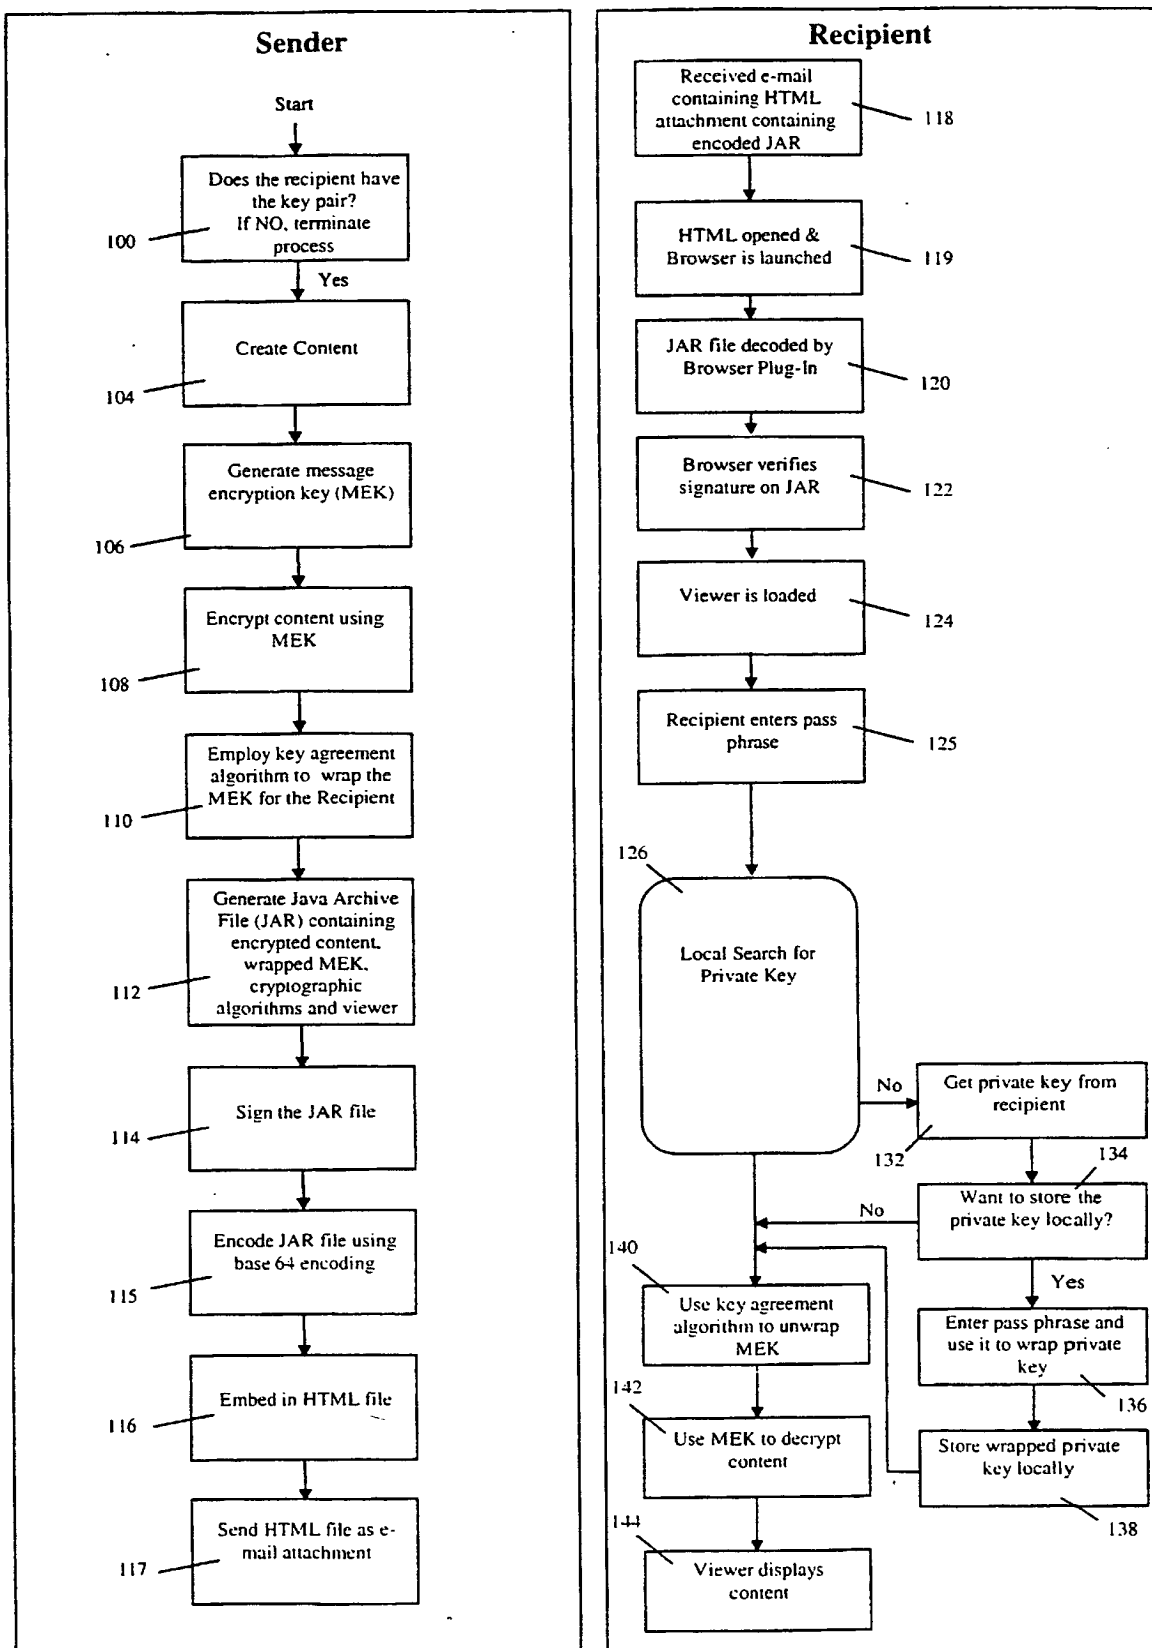 Sender
Start
Does the recipient have
the key pair?
If NO, terminate
process
100
Yes
Create Content
104
Generate message
encryption key (MEK)
106
Encrypt content using
MEK
108
Employ key agreement
algorithm to wrap the
MEK for the Recipient
110
Generate Java Archive
File (JAR) containing
encrypted content,
wrapped MEK,
cryptographic
algorithms and viewer
112
Sign the JAR file
114
Encode JAR file using
base 64 encoding
115
Embed in HTML file
116
Send HTML file as e-
mail attachment
117
Recipient
Received e-mail
containing HTML
attachment containing
encoded JAR
118
HTML opened &
Browser is launched
119
JAR file decoded by
Browser Plug-In
120
Browser verifies
signature on JAR
122
Viewer is loaded
124
Recipient enters pass
phrase
125
126
Local Search for
Private Key
No
Get private key from
recipient
132
134
Want to store the
private key locally?
No
Yes
Enter pass phrase and
use it to wrap private
key
136
Store wrapped private
key locally
138
140
Use key agreement
algorithm to unwrap
MEK
142
Use MEK to decrypt
content
144
Viewer displays
content